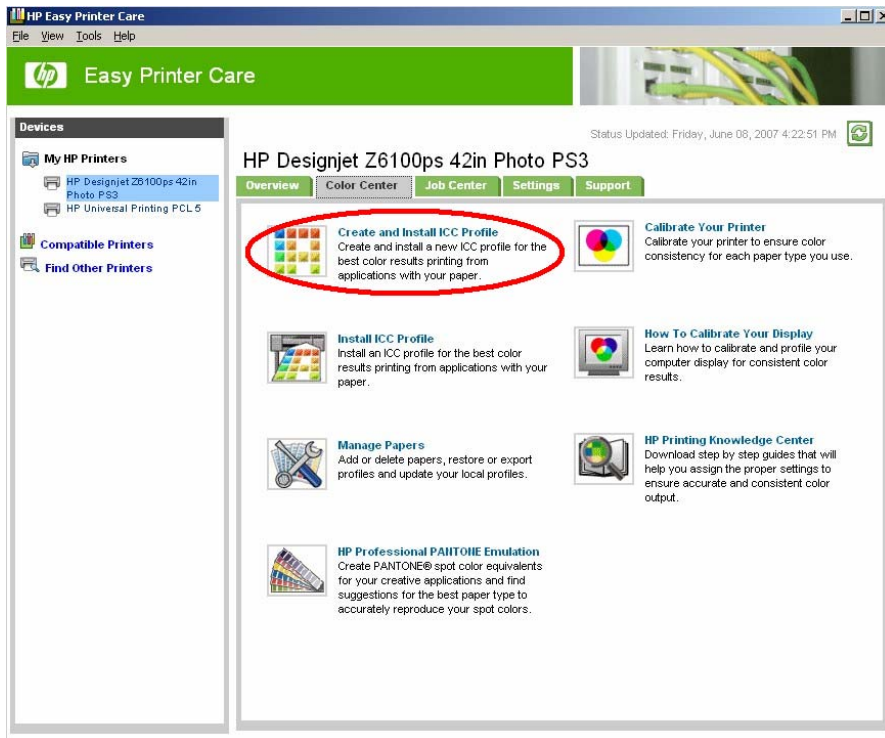 HP Easy Printer Care
File View Tools Help
hp Easy Printer Care
Devices
My HP Printers
HP Designjet Z6100ps 42in
Photo PS3
HP Universal Printing PCL 5
Compatible Printers
Find Other Printers
Status Updated: Friday, June 08, 2007 4:22:51 PM
HP Designjet Z6100ps 42in Photo PS3
Overview Color Center Job Center Settings Support
Create and Install ICC Profile
Create and install a new ICC profile for the
best color results printing from
applications with your paper.
Calibrate Your Printer
Calibrate your printer to ensure color
consistency for each paper type you use.
Install ICC Profile
Install an ICC profile for the best color
results printing from applications with your
paper.
How To Calibrate Your Display
Learn how to calibrate and profile your
computer display for consistent color
results.
Manage Papers
Add or delete papers, restore or export
profiles and update your local profiles.
HP Printing Knowledge Center
Download step by step guides that will
help you assign the proper settings to
ensure accurate and consistent color
output.
HP Professional PANTONE Emulation
Create PANTONE® spot color equivalents
for your creative applications and find
suggestions for the best paper type to
accurately reproduce your spot colors.